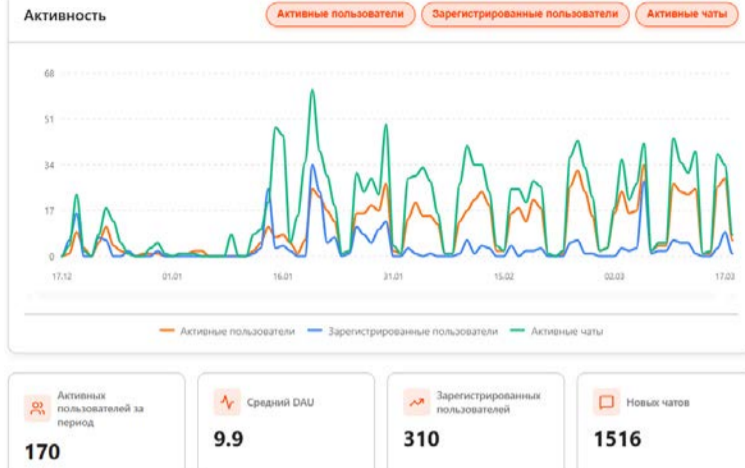 Активность
Активные пользователи
Зарегистрированные пользователи
Активные чаты
68
51
34
17
0
17.12 01.01 16.01 31.01 15.02 02.03 17.03
Активные пользователи Зарегистрированные пользователи Активные чаты
Активных
пользователей за
период
170
Средний DAU
9.9
Зарегистрированных
пользователей
310
Новых чатов
1516